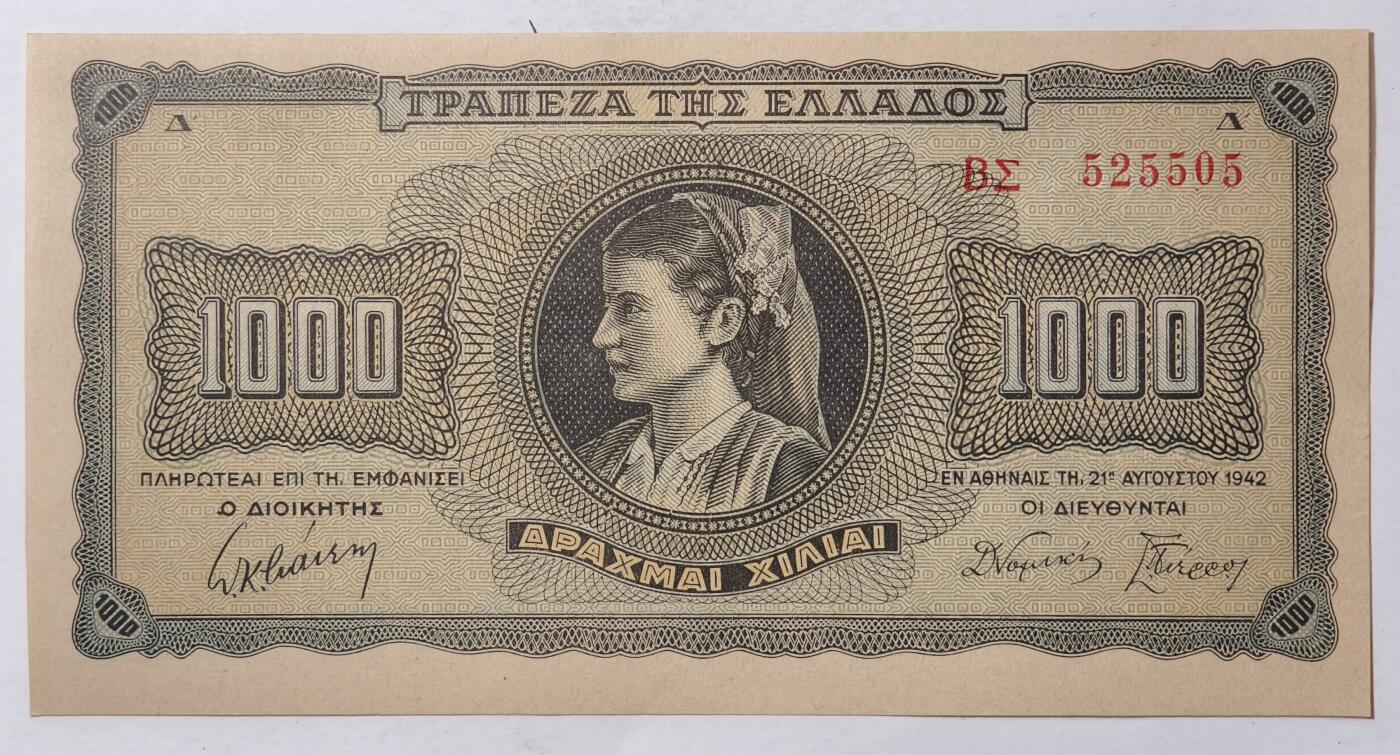 1000 ΤΡΑΠΕΖΑ ΤΗΣ ΕΛΛΑΔΟΣ 1000
Δ Δ
ΒΣ 525505
1000 1000
ΠΛΗΡΩΤΕΑΙ ΕΠΙ ΤΗ, ΕΜΦΑΝΙΣΕΙ
Ο ΔΙΟΙΚΗΤΗΣ
ΕΝ ΑΘΗΝΑΙΣ ΤΗ, 21ῃ ΑΥΓΟΥΣΤΟΥ 1942
ΟΙ ΔΙΕΥΘΥΝΤΑΙ
ΔΡΑΧΜΑΙ ΧΙΛΙΑΙ
1000 1000